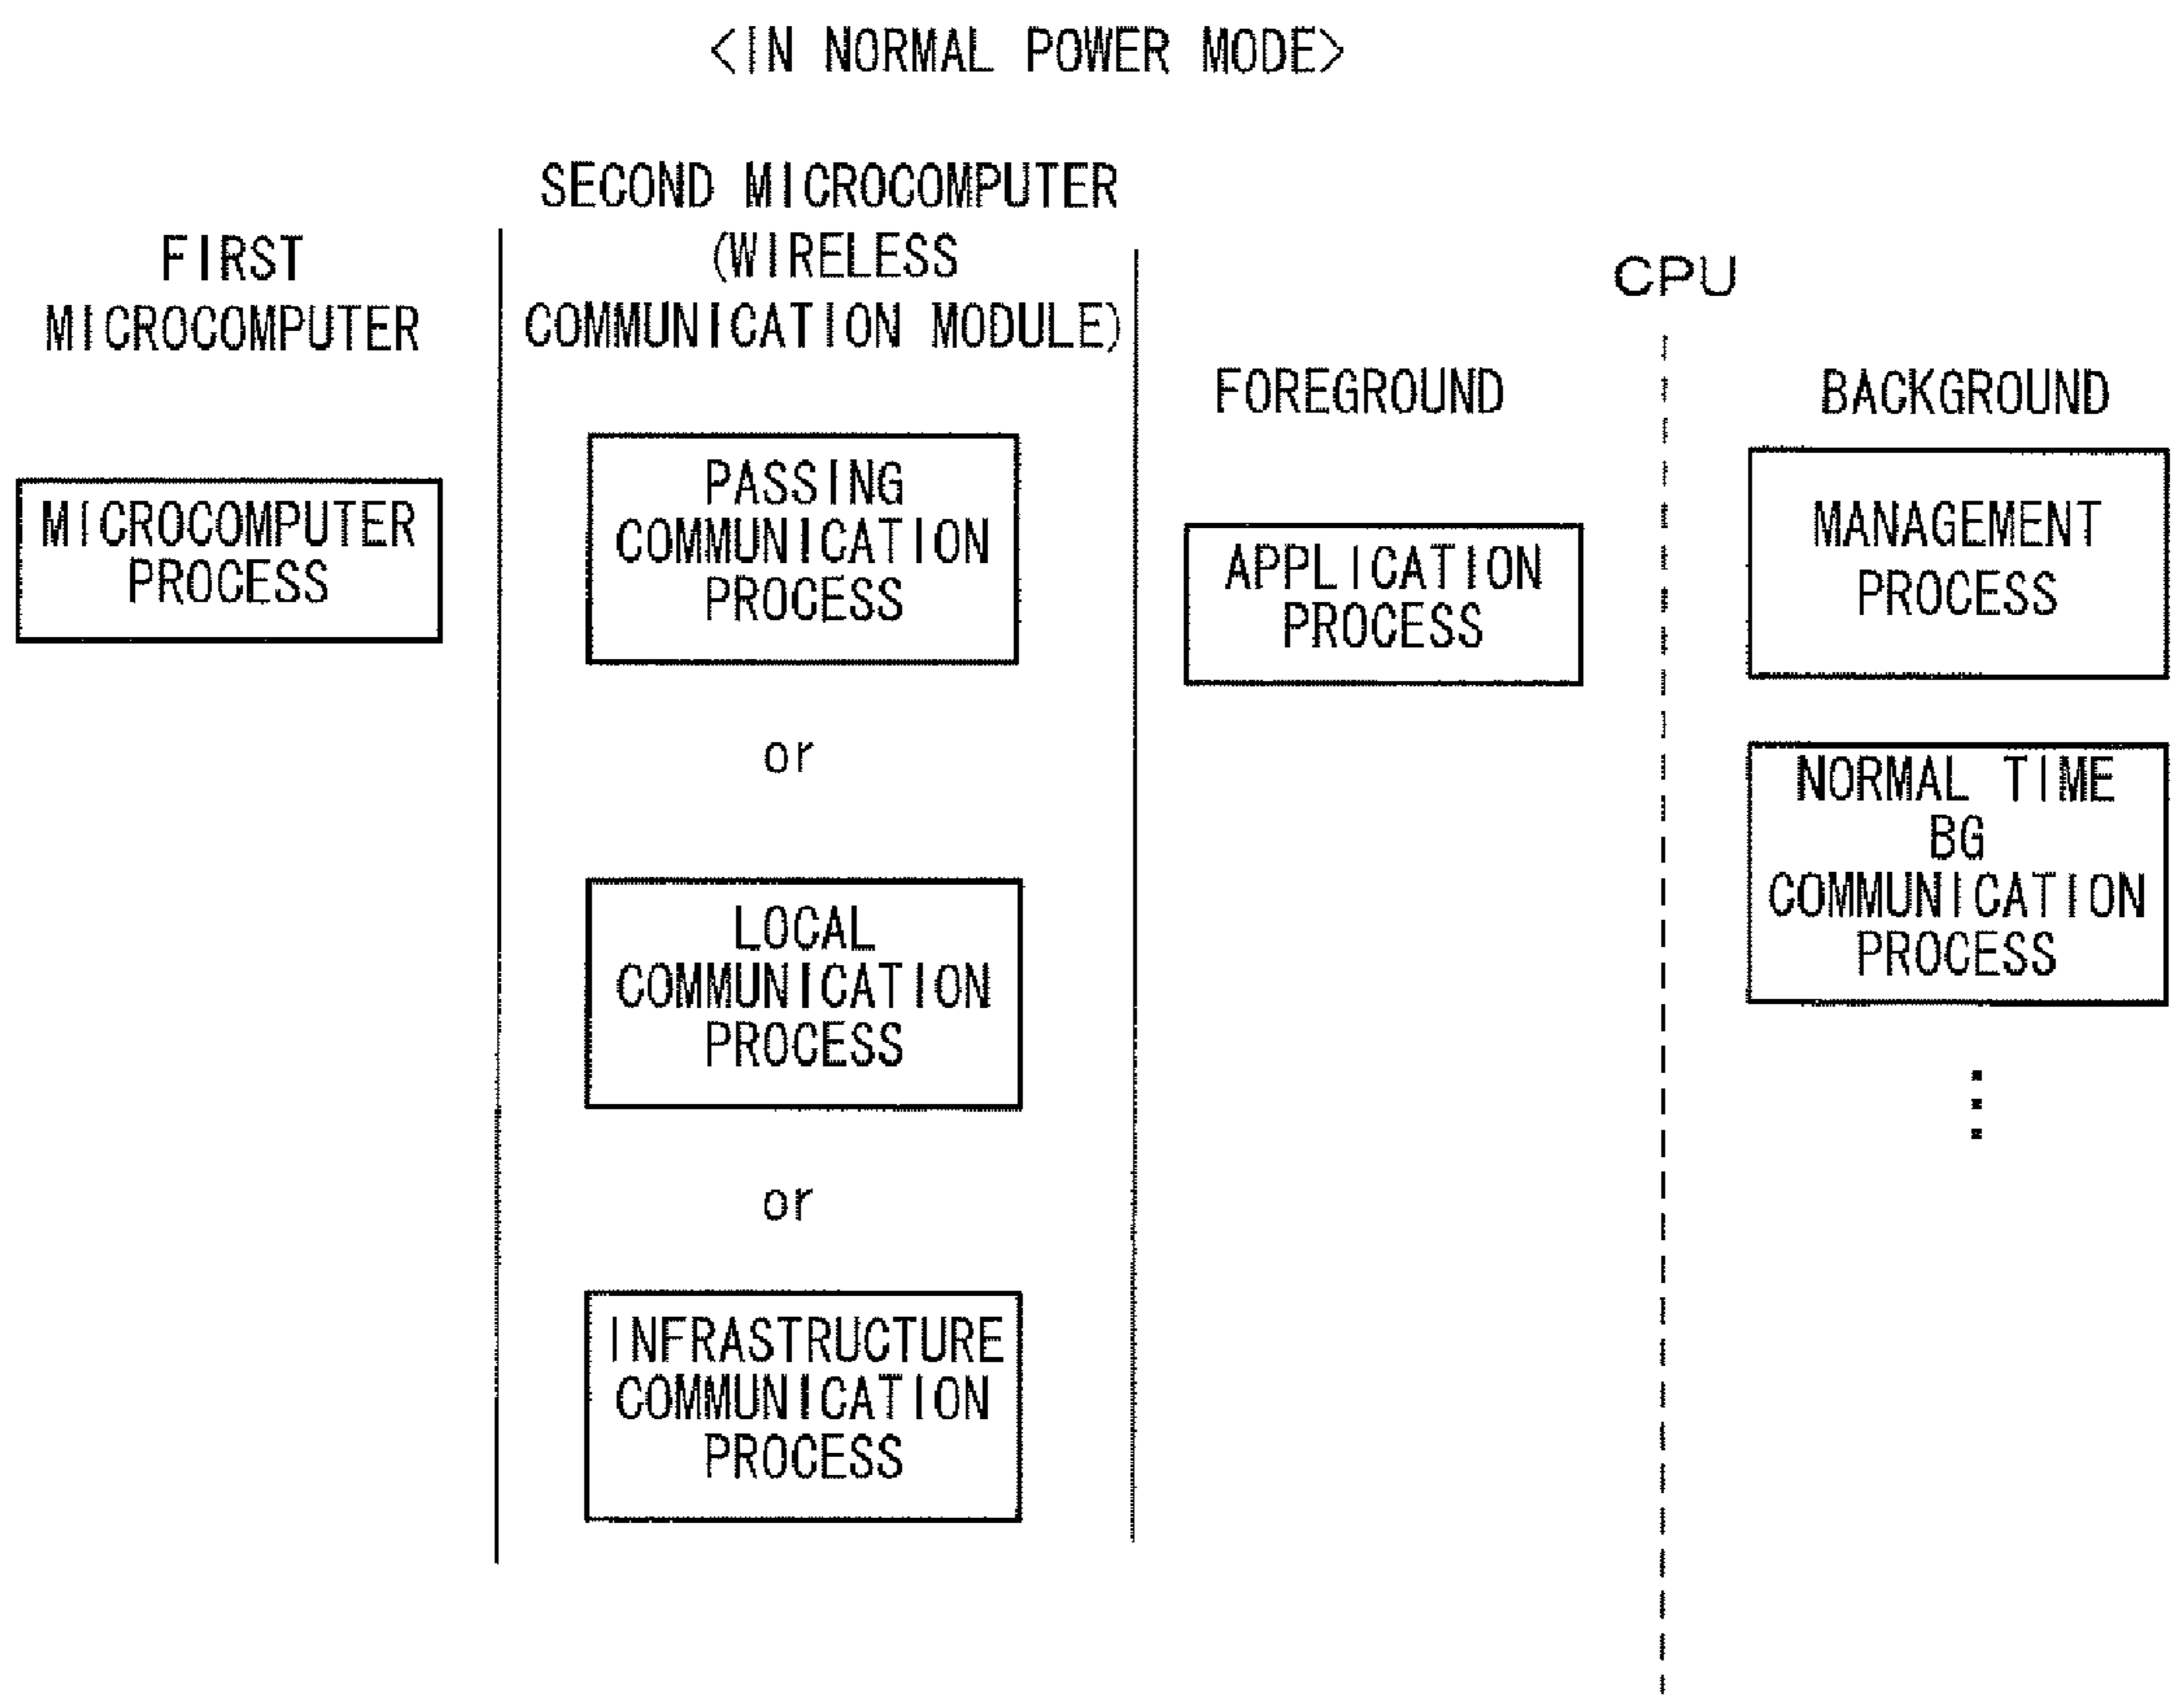 <IN NORMAL POWER MODE>
FIRST
MICROCOMPUTER
MICROCOMPUTER
PROCESS
SECOND MICROCOMPUTER
(WIRELESS
COMMUNICATION MODULE)
PASSING
COMMUNICATION
PROCESS
or
LOCAL
COMMUNICATION
PROCESS
or
INFRASTRUCTURE
COMMUNICATION
PROCESS
CPU
FOREGROUND
APPLICATION
PROCESS
BACKGROUND
MANAGEMENT
PROCESS
NORMAL TIME
BG
COMMUNICATION
PROCESS